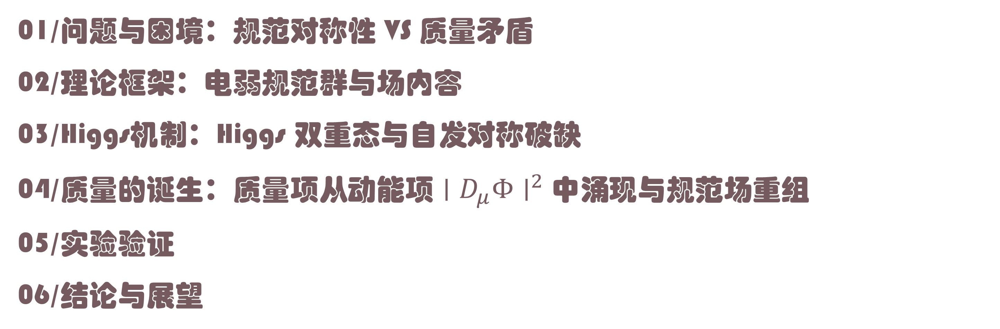 01/问题与困境：规范对称性 VS 质量矛盾
02/理论框架：电弱规范群与场内容
03/Higgs机制：Higgs 双重态与自发对称破缺
04/质量的诞生：质量项从动能项 | D_μΦ |² 中涌现与规范场重组
05/实验验证
06/结论与展望